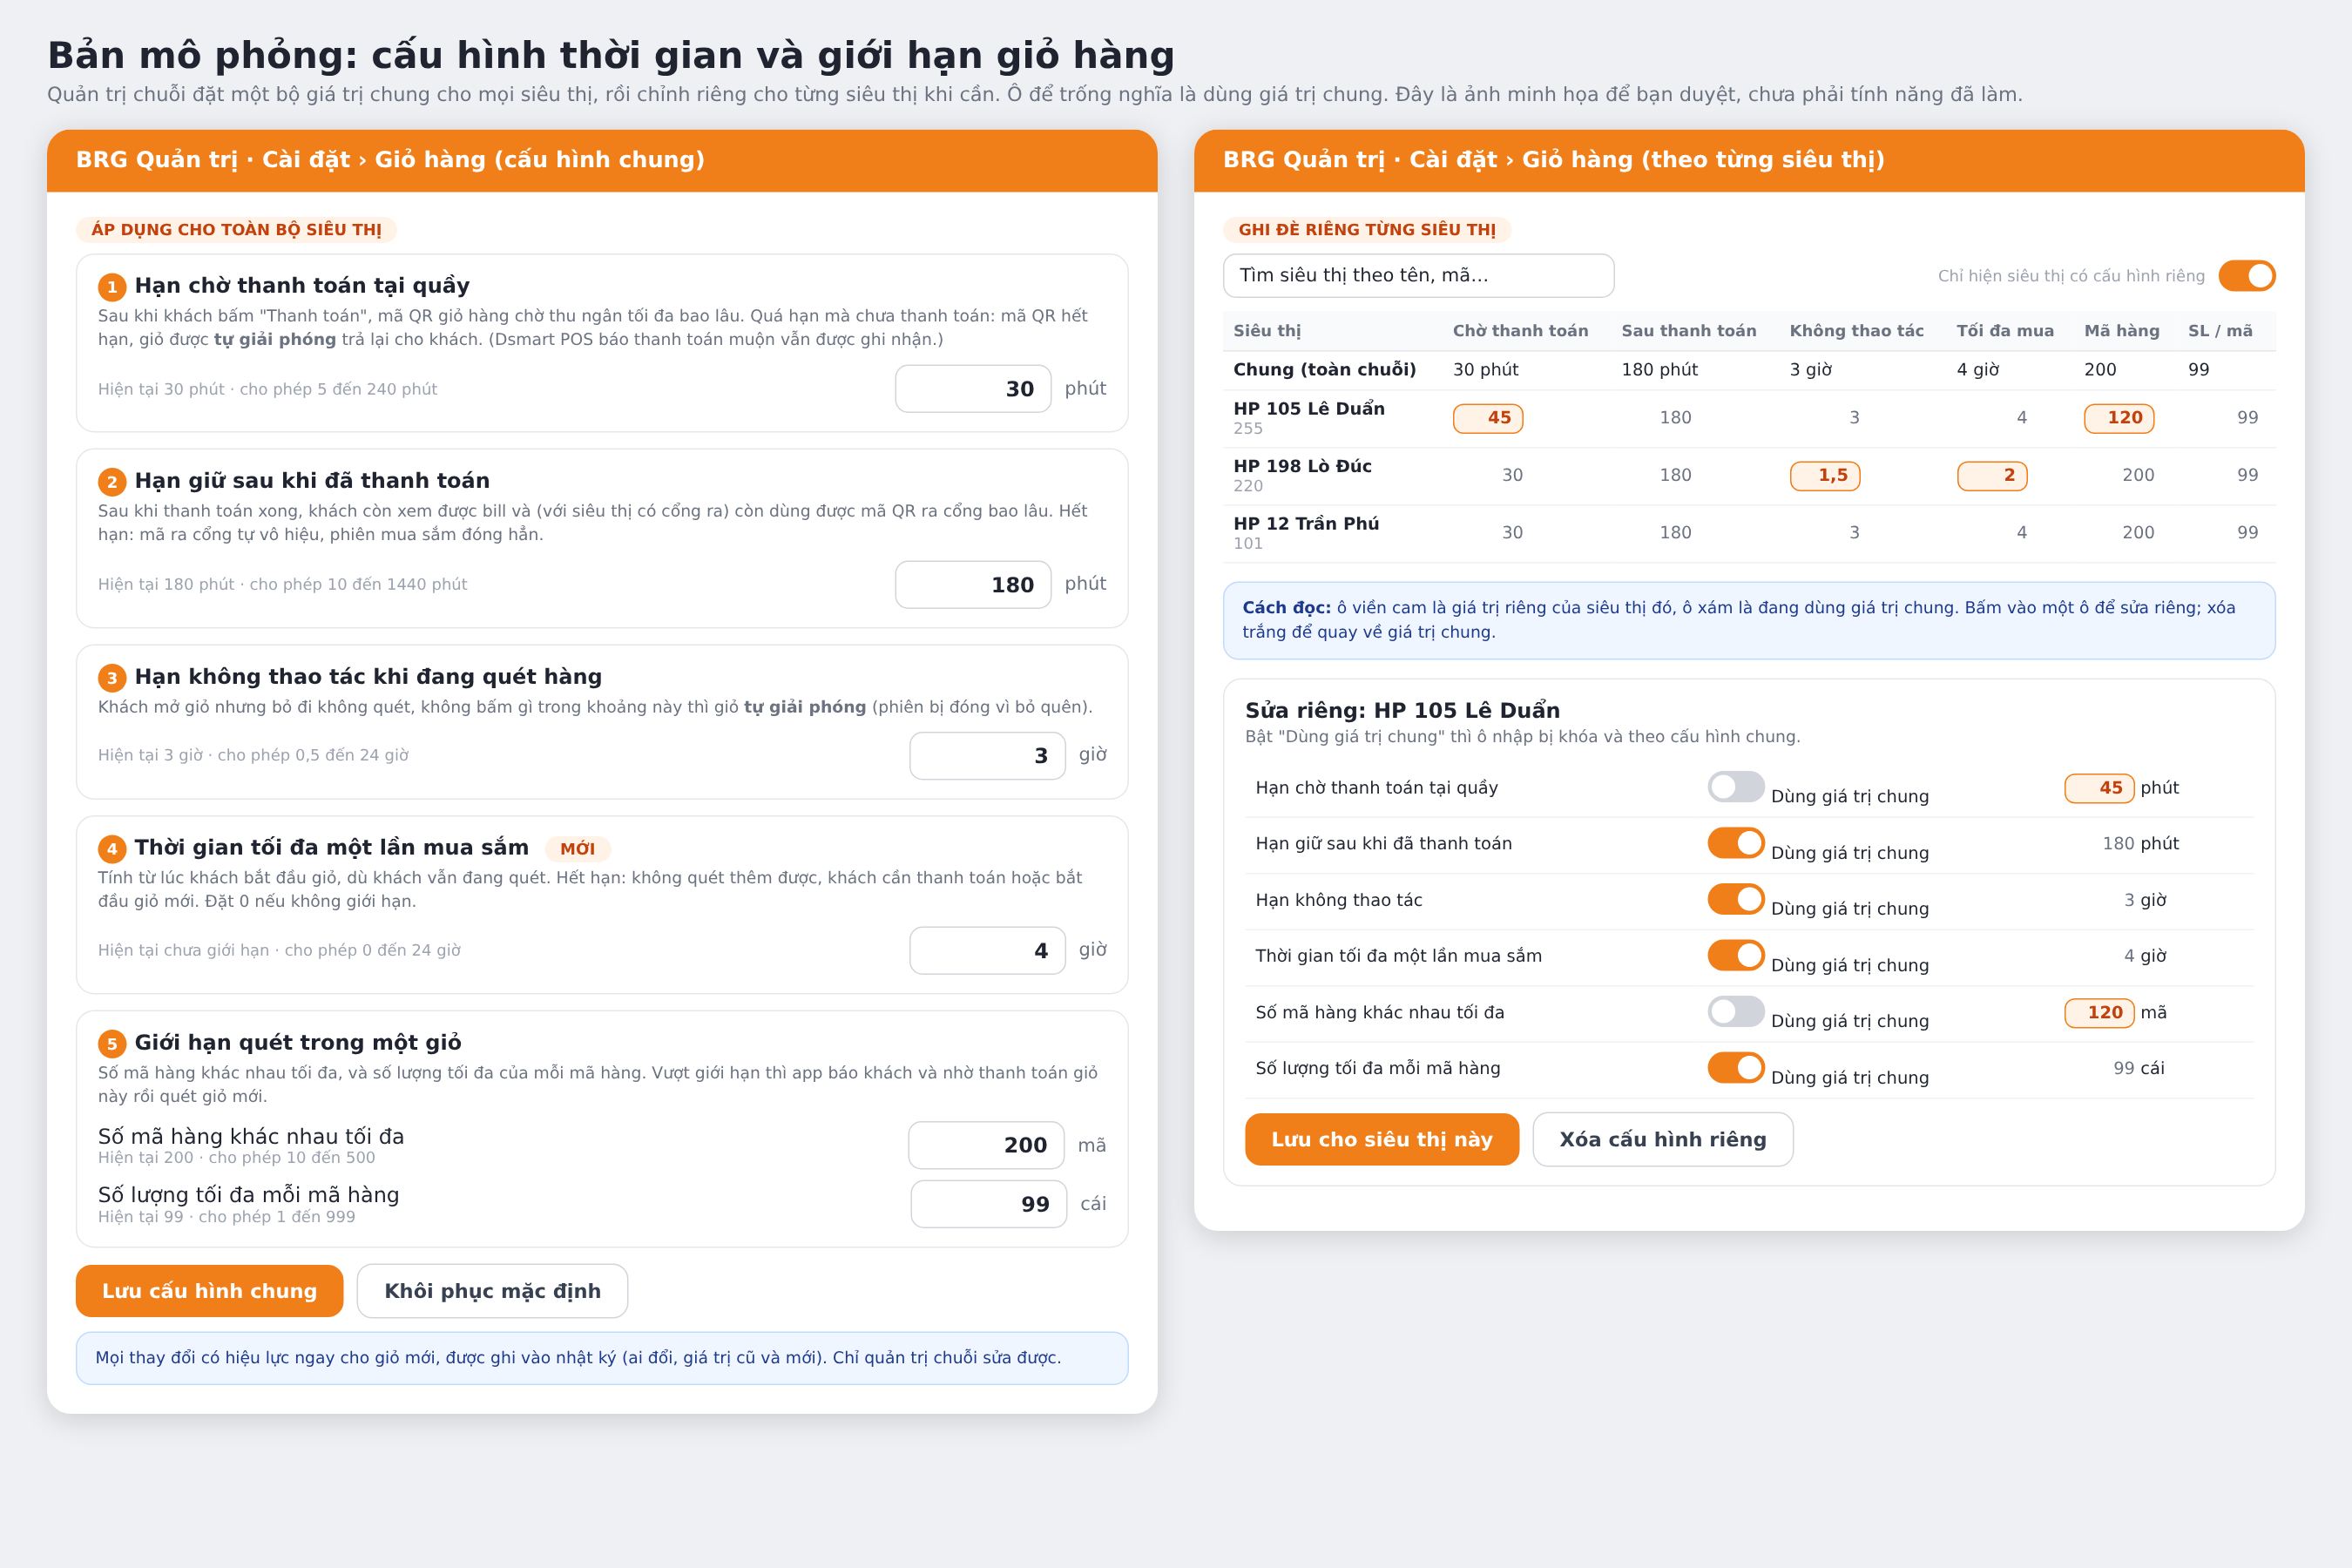 Bản mô phỏng: cấu hình thời gian và giới hạn giỏ hàng
Quản trị chuỗi đặt một bộ giá trị chung cho mọi siêu thị, rồi chỉnh riêng cho từng siêu thị khi cần. Ô để trống nghĩa là dùng giá trị chung. Đây là ảnh minh họa để bạn duyệt, chưa phải tính năng đã làm.
BRG Quản trị · Cài đặt › Giỏ hàng (cấu hình chung)
ÁP DỤNG CHO TOÀN BỘ SIÊU THỊ
1 Hạn chờ thanh toán tại quầy
Sau khi khách bấm "Thanh toán", mã QR giỏ hàng chờ thu ngân tối đa bao lâu. Quá hạn mà chưa thanh toán: mã QR hết
hạn, giỏ được tự giải phóng trả lại cho khách. (Dsmart POS báo thanh toán muộn vẫn được ghi nhận.)
Hiện tại 30 phút · cho phép 5 đến 240 phút 30 phút
2 Hạn giữ sau khi đã thanh toán
Sau khi thanh toán xong, khách còn xem được bill và (với siêu thị có cổng ra) còn dùng được mã QR ra cổng bao lâu. Hết
hạn: mã ra cổng tự vô hiệu, phiên mua sắm đóng hẳn.
Hiện tại 180 phút · cho phép 10 đến 1440 phút 180 phút
3 Hạn không thao tác khi đang quét hàng
Khách mở giỏ nhưng bỏ đi không quét, không bấm gì trong khoảng này thì giỏ tự giải phóng (phiên bị đóng vì bỏ quên).
Hiện tại 3 giờ · cho phép 0,5 đến 24 giờ 3 giờ
4 Thời gian tối đa một lần mua sắm MỚI
Tính từ lúc khách bắt đầu giỏ, dù khách vẫn đang quét. Hết hạn: không quét thêm được, khách cần thanh toán hoặc bắt
đầu giỏ mới. Đặt 0 nếu không giới hạn.
Hiện tại chưa giới hạn · cho phép 0 đến 24 giờ 4 giờ
5 Giới hạn quét trong một giỏ
Số mã hàng khác nhau tối đa, và số lượng tối đa của mỗi mã hàng. Vượt giới hạn thì app báo khách và nhờ thanh toán giỏ
này rồi quét giỏ mới.
Số mã hàng khác nhau tối đa 200 mã
Hiện tại 200 · cho phép 10 đến 500
Số lượng tối đa mỗi mã hàng 99 cái
Hiện tại 99 · cho phép 1 đến 999
Lưu cấu hình chung Khôi phục mặc định
Mọi thay đổi có hiệu lực ngay cho giỏ mới, được ghi vào nhật ký (ai đổi, giá trị cũ và mới). Chỉ quản trị chuỗi sửa được.
BRG Quản trị · Cài đặt › Giỏ hàng (theo từng siêu thị)
GHI ĐÈ RIÊNG TỪNG SIÊU THỊ
Tìm siêu thị theo tên, mã... Chỉ hiện siêu thị có cấu hình riêng
Siêu thị Chờ thanh toán Sau thanh toán Không thao tác Tối đa mua Mã hàng SL / mã
Chung (toàn chuỗi) 30 phút 180 phút 3 giờ 4 giờ 200 99
HP 105 Lê Duẩn 45 180 3 4 120 99
255
HP 198 Lò Đúc 30 180 1,5 2 200 99
220
HP 12 Trần Phú 30 180 3 4 200 99
101
Cách đọc: ô viền cam là giá trị riêng của siêu thị đó, ô xám là đang dùng giá trị chung. Bấm vào một ô để sửa riêng; xóa
trắng để quay về giá trị chung.
Sửa riêng: HP 105 Lê Duẩn
Bật "Dùng giá trị chung" thì ô nhập bị khóa và theo cấu hình chung.
Hạn chờ thanh toán tại quầy Dùng giá trị chung 45 phút
Hạn giữ sau khi đã thanh toán Dùng giá trị chung 180 phút
Hạn không thao tác Dùng giá trị chung 3 giờ
Thời gian tối đa một lần mua sắm Dùng giá trị chung 4 giờ
Số mã hàng khác nhau tối đa Dùng giá trị chung 120 mã
Số lượng tối đa mỗi mã hàng Dùng giá trị chung 99 cái
Lưu cho siêu thị này Xóa cấu hình riêng